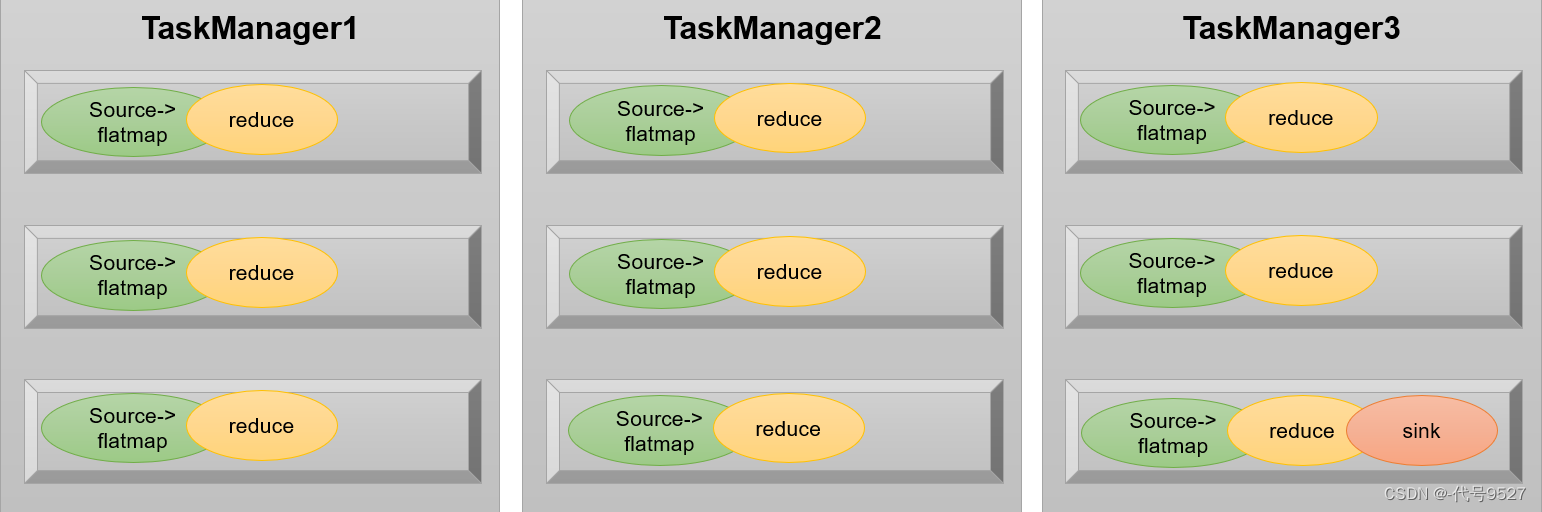 TaskManager1
Source->
flatmap
reduce
Source->
flatmap
reduce
Source->
flatmap
reduce
TaskManager2
Source->
flatmap
reduce
Source->
flatmap
reduce
Source->
flatmap
reduce
TaskManager3
Source->
flatmap
reduce
Source->
flatmap
reduce
Source->
flatmap
reduce
sink
CSDN @-代号9527